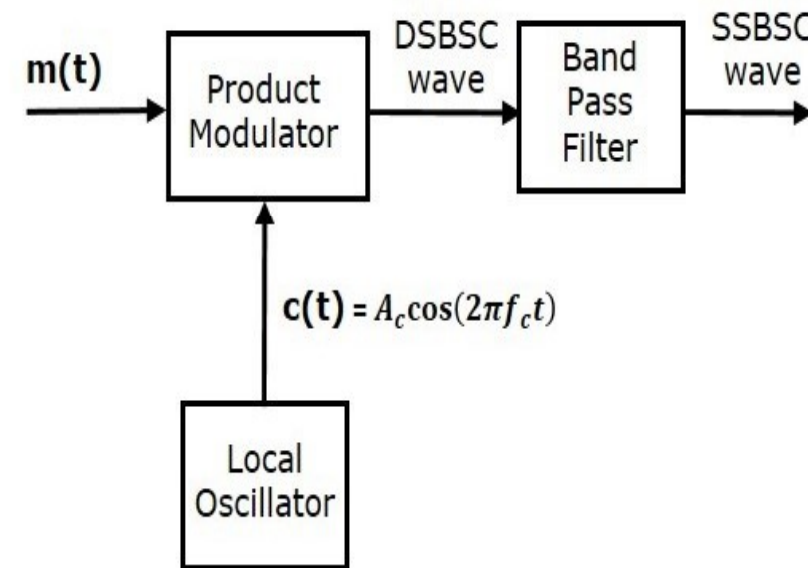 m(t)
Product
Modulator
DSBSC
wave
Band
Pass
Filter
SSBSC
wave
c(t) = A_c cos(2πf_c t)
Local
Oscillator